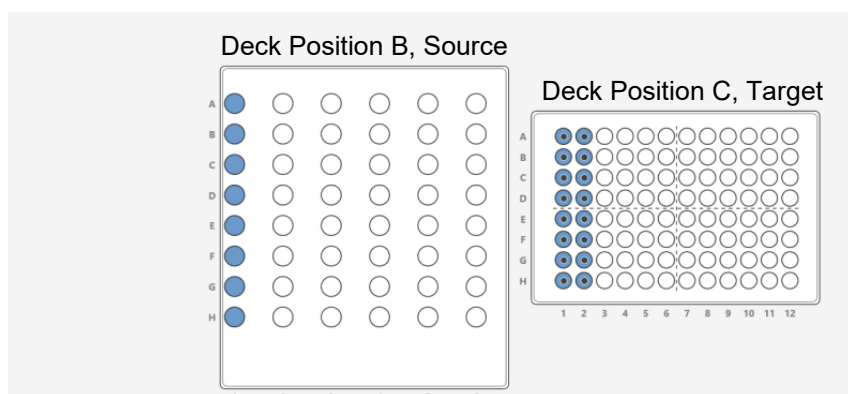 Deck Position B, Source
Deck Position C, Target
A
B
C
D
E
F
G
H
A
B
C
D
E
F
G
H
1 2 3 4 5 6 7 8 9 10 11 12